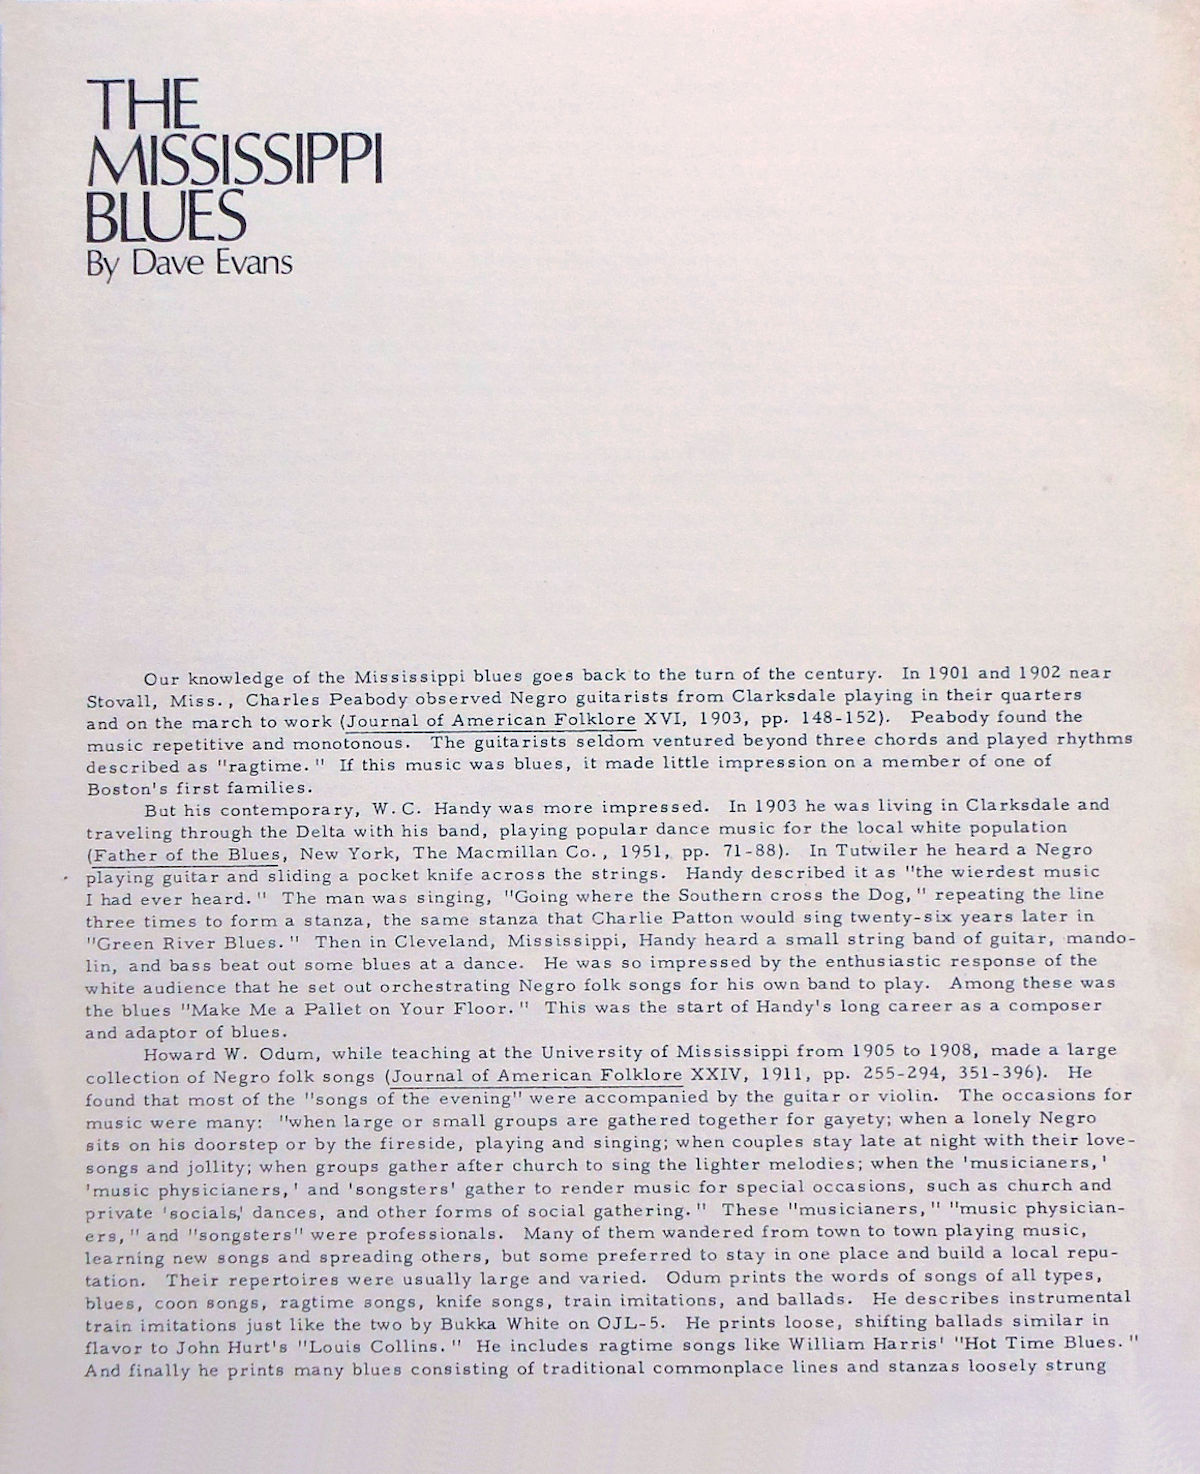 THE
MISSISSIPPI
BLUES
By Dave Evans
Our knowledge of the Mississippi blues goes back to the turn of the century. In 1901 and 1902 near
Stovall, Miss., Charles Peabody observed Negro guitarists from Clarksdale playing in their quarters
and on the march to work (Journal of American Folklore XVI, 1903, pp. 148-152). Peabody found the
music repetitive and monotonous. The guitarists seldom ventured beyond three chords and played rhythms
described as "ragtime." If this music was blues, it made little impression on a member of one of
Boston's first families.
But his contemporary, W.C. Handy was more impressed. In 1903 he was living in Clarksdale and
traveling through the Delta with his band, playing popular dance music for the local white population
(Father of the Blues, New York, The Macmillan Co., 1951, pp. 71-88). In Tutwiler he heard a Negro
playing guitar and sliding a pocket knife across the strings. Handy described it as "the wierdest music
I had ever heard." The man was singing, "Going where the Southern cross the Dog," repeating the line
three times to form a stanza, the same stanza that Charlie Patton would sing twenty-six years later in
"Green River Blues." Then in Cleveland, Mississippi, Handy heard a small string band of guitar, mando-
lin, and bass beat out some blues at a dance. He was so impressed by the enthusiastic response of the
white audience that he set out orchestrating Negro folk songs for his own band to play. Among these was
the blues "Make Me a Pallet on Your Floor." This was the start of Handy's long career as a composer
and adaptor of blues.
Howard W. Odum, while teaching at the University of Mississippi from 1905 to 1908, made a large
collection of Negro folk songs (Journal of American Folklore XXIV, 1911, pp. 255-294, 351-396). He
found that most of the "songs of the evening" were accompanied by the guitar or violin. The occasions for
music were many: "when large or small groups are gathered together for gayety; when a lonely Negro
sits on his doorstep or by the fireside, playing and singing; when couples stay late at night with their love-
songs and jollity; when groups gather after church to sing the lighter melodies; when the 'musicianers,'
'music physicianers,' and 'songsters' gather to render music for special occasions, such as church and
private 'socials,' dances, and other forms of social gathering." These "musicianers," "music physician-
ers," and "songsters" were professionals. Many of them wandered from town to town playing music,
learning new songs and spreading others, but some preferred to stay in one place and build a local repu-
tation. Their repertoires were usually large and varied. Odum prints the words of songs of all types,
blues, coon songs, ragtime songs, knife songs, train imitations, and ballads. He describes instrumental
train imitations just like the two by Bukka White on OJL-5. He prints loose, shifting ballads similar in
flavor to John Hurt's "Louis Collins." He includes ragtime songs like William Harris' "Hot Time Blues."
And finally he prints many blues consisting of traditional commonplace lines and stanzas loosely strung